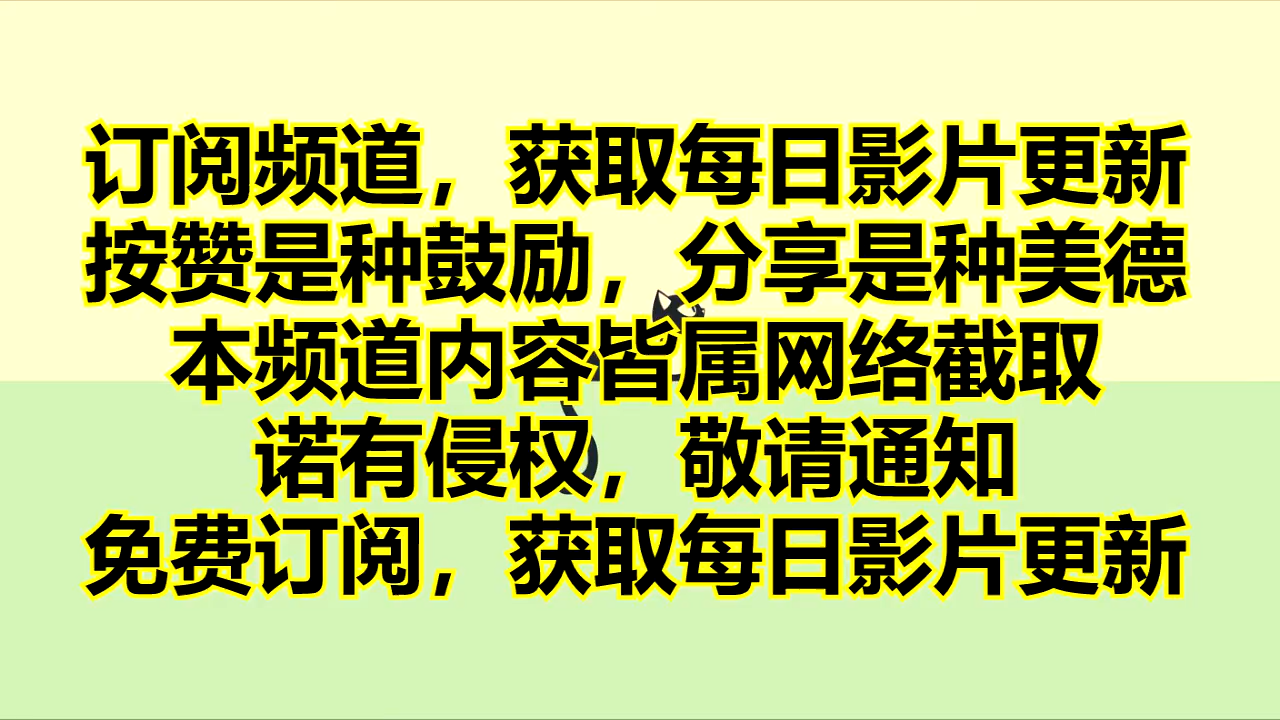 订阅频道，获取每日影片更新
按赞是种鼓励，分享是种美德
本频道内容皆属网络截取
诺有侵权，敬请通知
免费订阅，获取每日影片更新